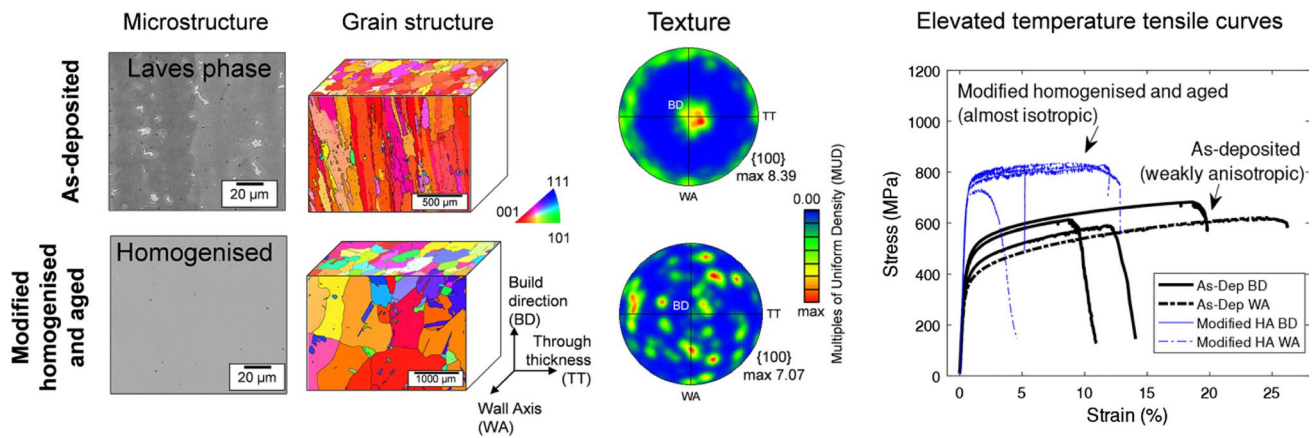 Microstructure
Grain structure
Texture
Elevated temperature tensile curves
As-deposited
Laves phase
20 µm
500 µm
111
001
101
BD
TT
{100}
max 8.39
WA
0.00
max
Multiples of Uniform Density (MUD)
Modified
homogenised
and aged
Homogenised
20 µm
1000 µm
Build
direction
(BD)
Through
thickness
(TT)
Wall Axis
(WA)
BD
TT
{100}
max 7.07
WA
1200
1000
800
600
400
200
0
Stress (MPa)
Modified homogenised and aged
(almost isotropic)
As-deposited
(weakly anisotropic)
As-Dep BD
As-Dep WA
Modified HA BD
Modified HA WA
0 5 10 15 20 25
Strain (%)